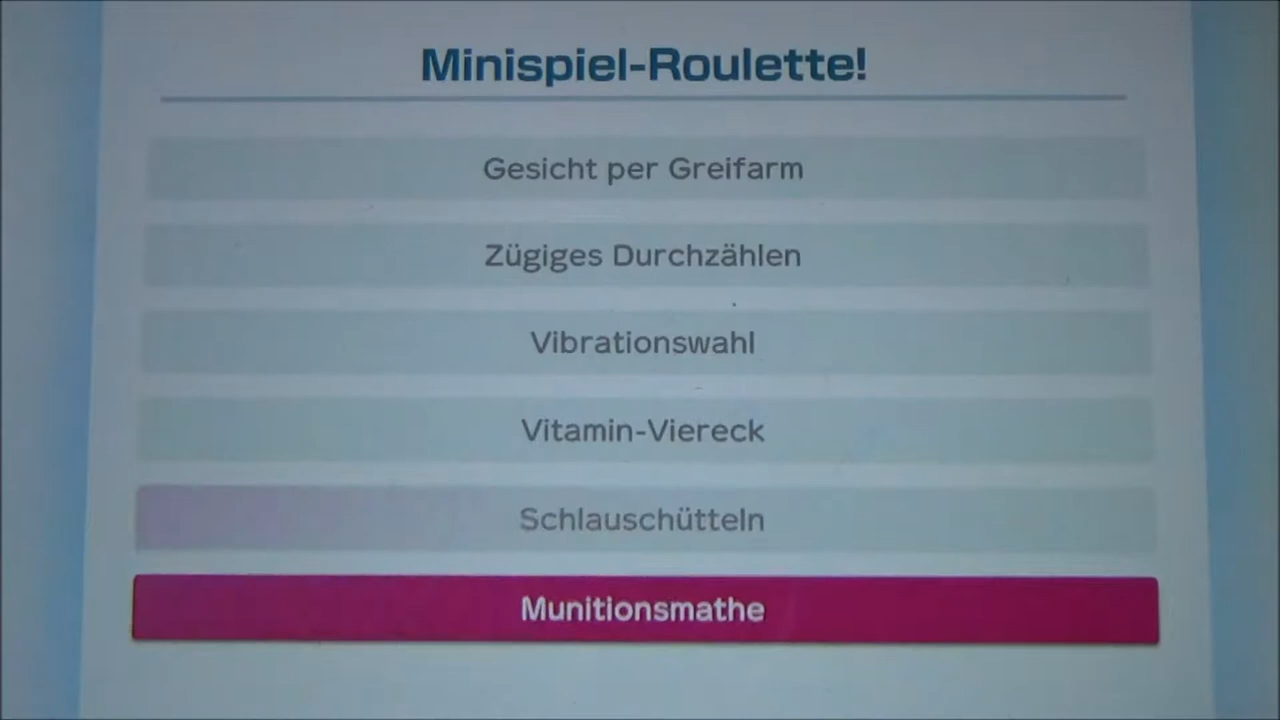 Minispiel-Roulette!
Gesicht per Greifarm
Zügiges Durchzählen
Vibrationswahl
Vitamin-Viereck
Schlauschütteln
Munitionsmathe